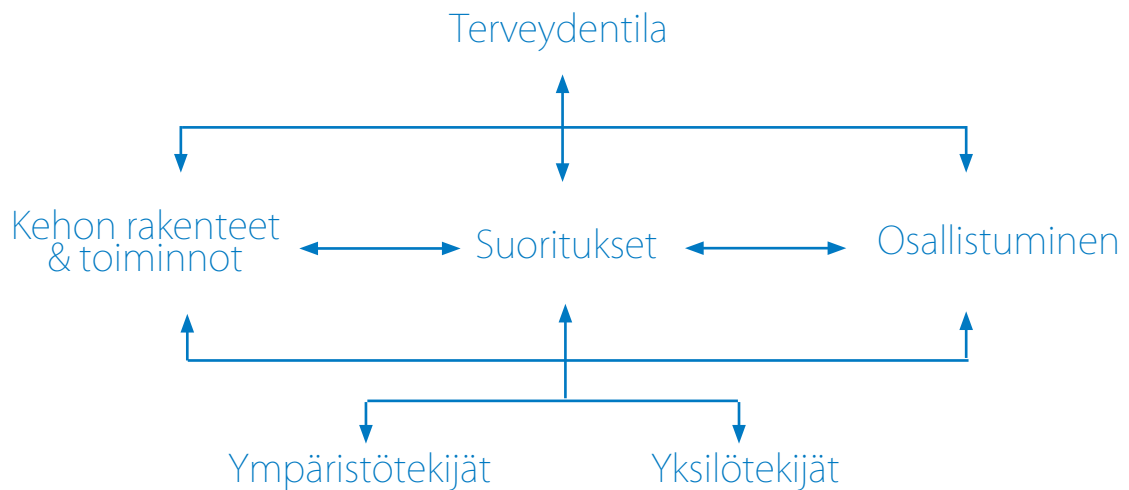 Terveydentila
Kehon rakenteet
& toiminnot
Suoritukset
Osallistuminen
Ympäristötekijät
Yksilötekijät